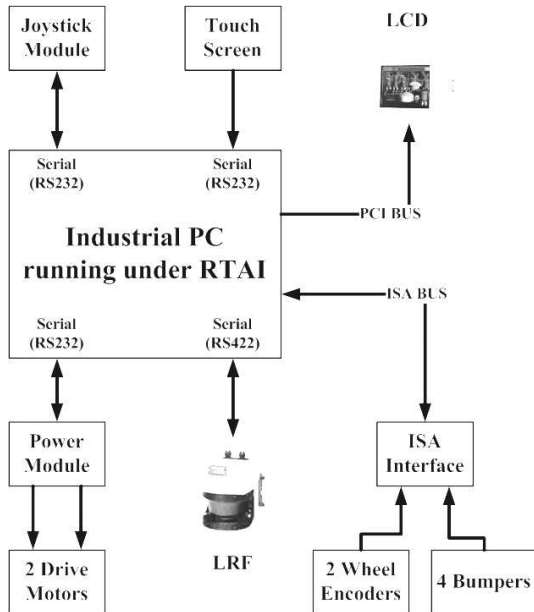 Joystick
Module
Touch
Screen
LCD
Serial
(RS232)
Serial
(RS232)
PCI BUS
Industrial PC
running under RTAI
ISA BUS
Serial
(RS232)
Serial
(RS422)
Power
Module
ISA
Interface
LRF
2 Drive
Motors
2 Wheel
Encoders
4 Bumpers